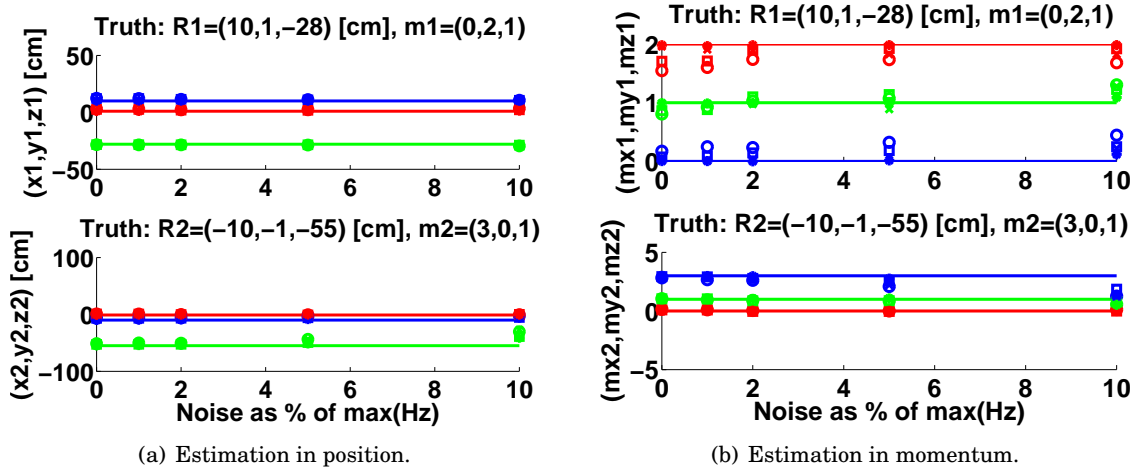 Truth: R1=(10,1,−28) [cm], m1=(0,2,1)
(x1,y1,z1) [cm]
50
0
−50
0 2 4 6 8 10
Truth: R2=(−10,−1,−55) [cm], m2=(3,0,1)
(x2,y2,z2) [cm]
100
0
−100
0 2 4 6 8 10
Noise as % of max(Hz)
(a) Estimation in position.
Truth: R1=(10,1,−28) [cm], m1=(0,2,1)
(mx1,my1,mz1)
2
1
0
0 2 4 6 8 10
Truth: R2=(−10,−1,−55) [cm], m2=(3,0,1)
(mx2,my2,mz2)
5
0
−5
0 2 4 6 8 10
Noise as % of max(Hz)
(b) Estimation in momentum.